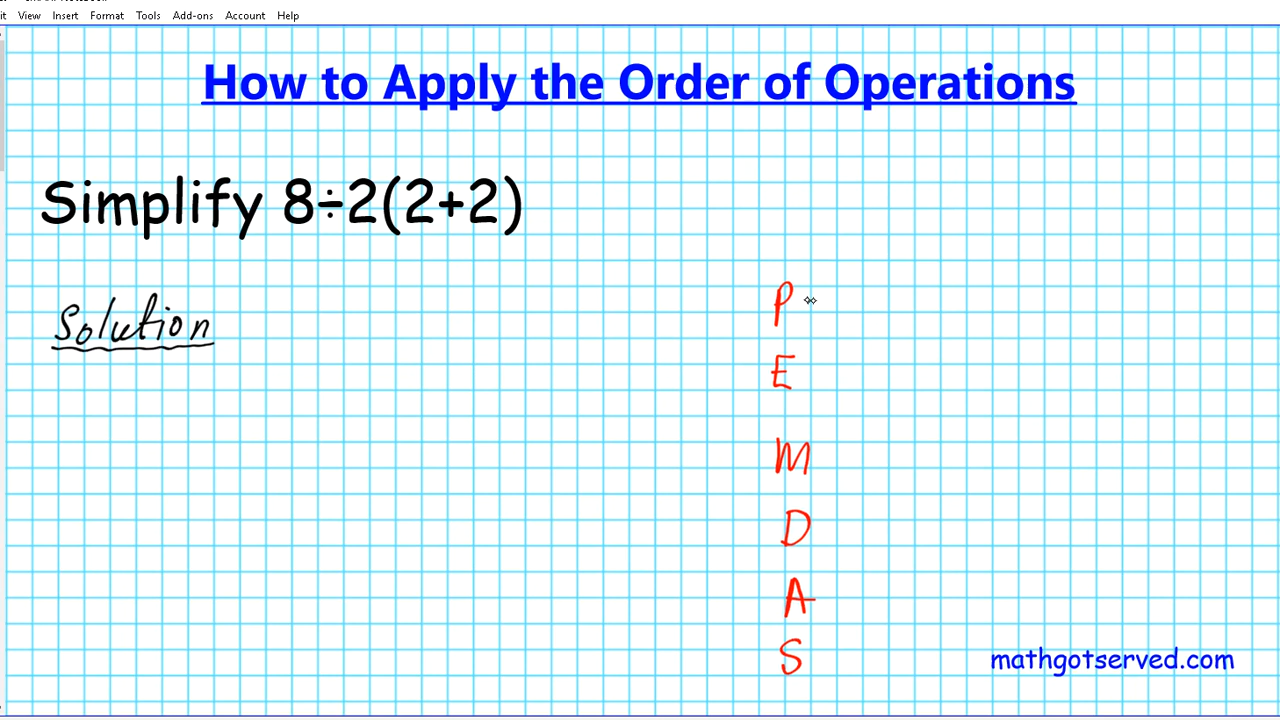 it View Insert Format Tools Add-ons Account Help
How to Apply the Order of Operations
Simplify 8÷2(2+2)
Solution
P
E
M
D
A
S
mathgotserved.com